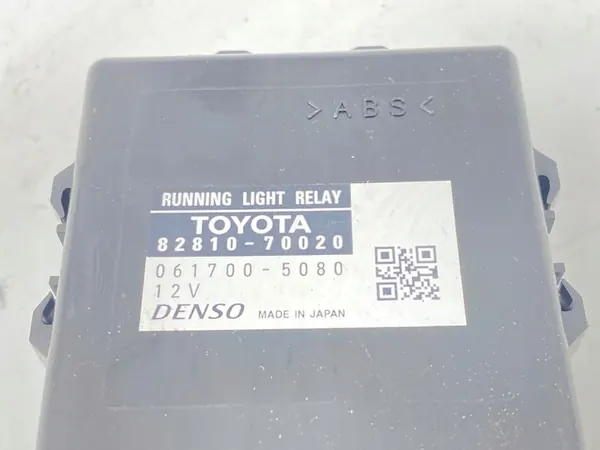 >ABS<
RUNNING LIGHT RELAY
TOYOTA
82810-70020
061700-5080
12V
DENSO MADE IN JAPAN